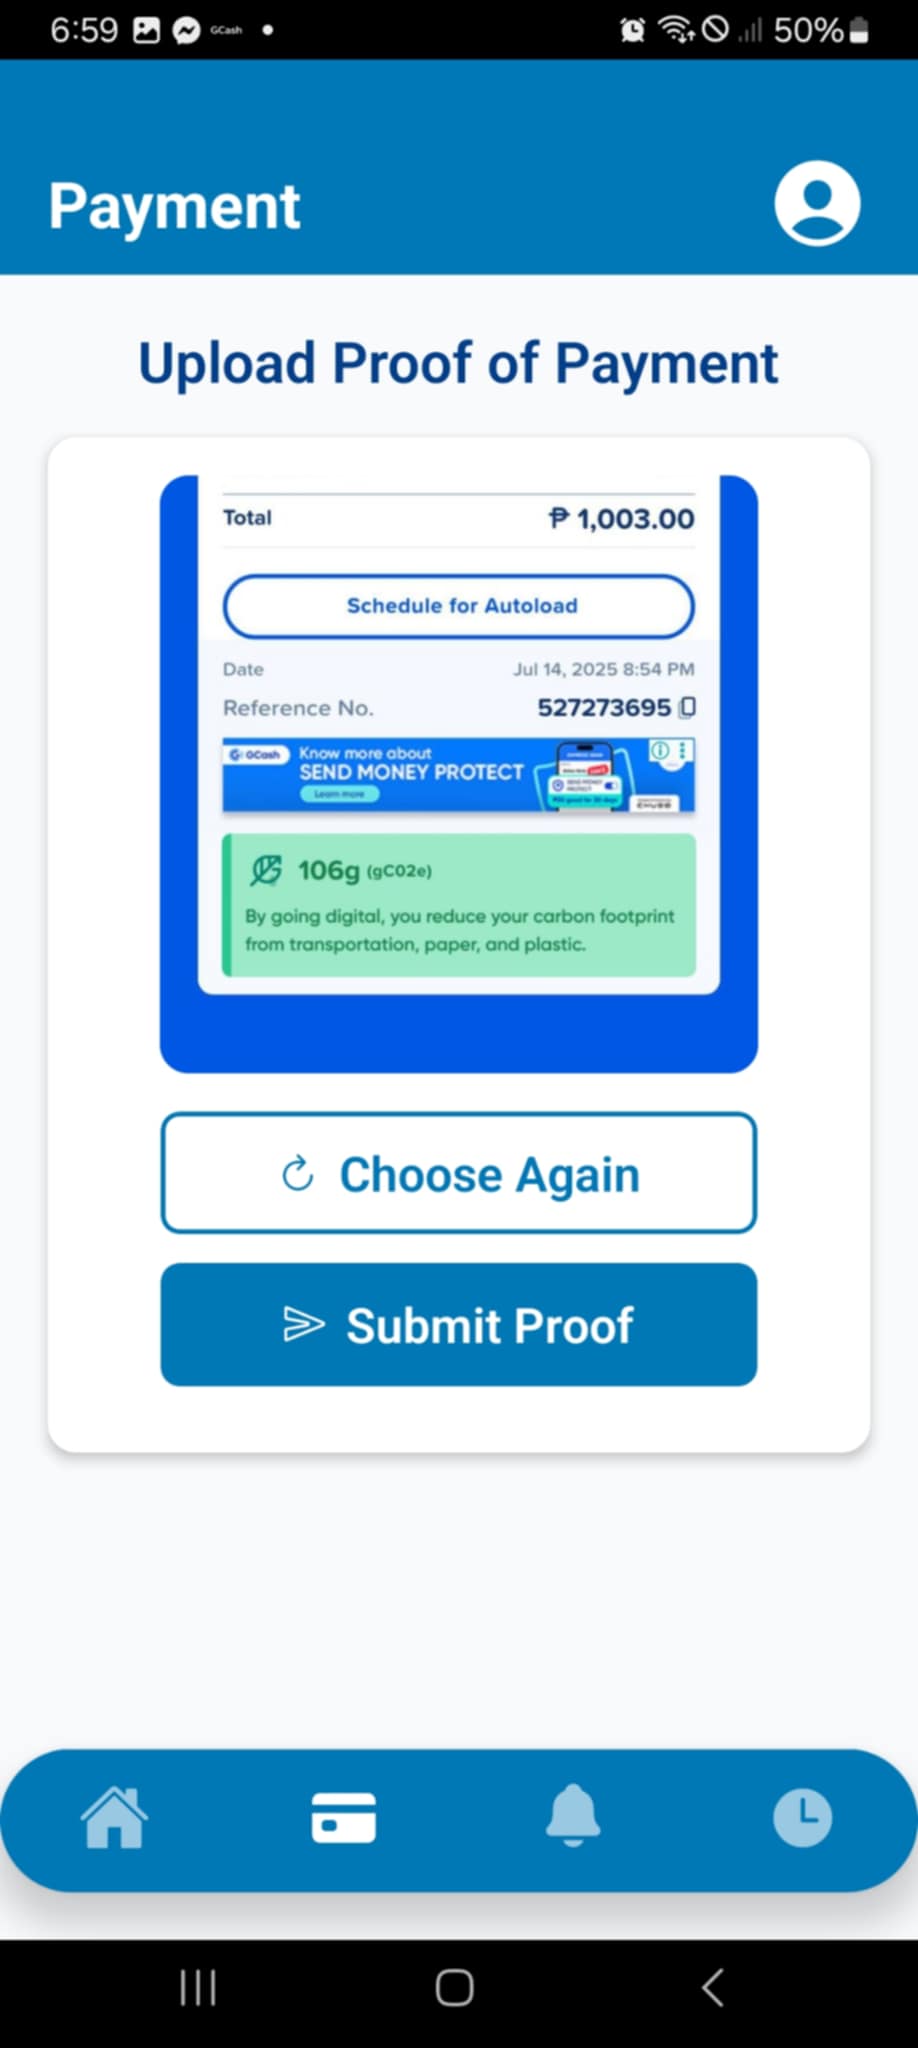 6:59 GCash 50%
Payment
Upload Proof of Payment
Total ₱ 1,003.00
Schedule for Autoload
Date Jul 14, 2025 8:54 PM
Reference No. 527273695
GCash Know more about
SEND MONEY PROTECT
Learn more
CHUBB
106g (gC02e)
By going digital, you reduce your carbon footprint
from transportation, paper, and plastic.
Choose Again
Submit Proof